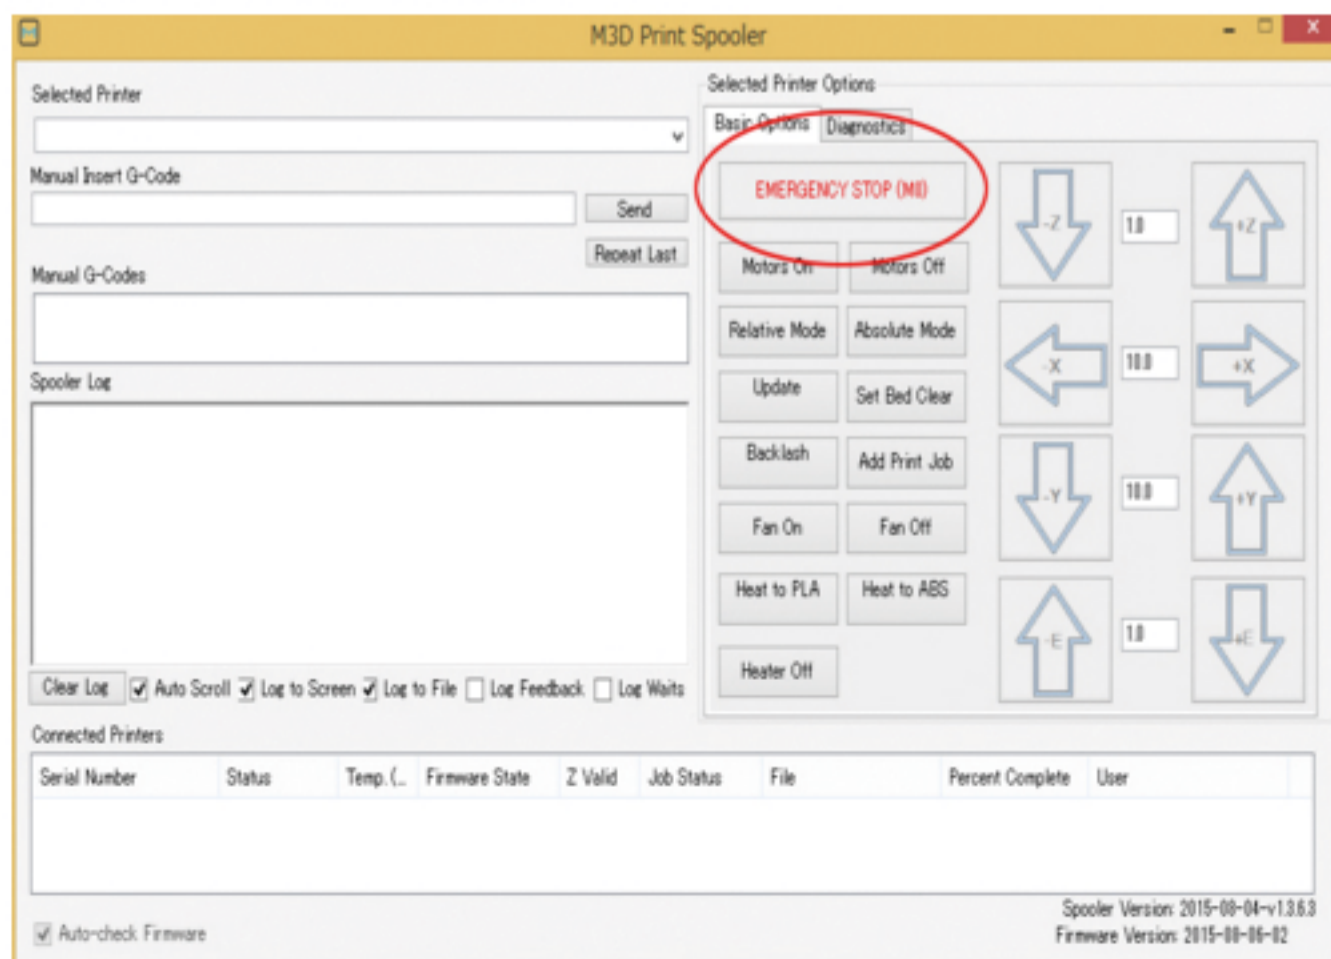 M3D Print Spooler
Selected Printer
Manual Insert G-Code
Send
Repeat Last
Manual G-Codes
Spooler Log
Clear Log Auto Scroll Log to Screen Log to File Log Feedback Log Waits
Selected Printer Options
Basic Options Diagnostics
EMERGENCY STOP (M0)
Motors On Motors Off
Relative Mode Absolute Mode
Update Set Bed Clear
Backlash Add Print Job
Fan On Fan Off
Heat to PLA Heat to ABS
Heater Off
-Z 1.0 +Z
-X 10.0 +X
-Y 10.0 +Y
-E 1.0 +E
Connected Printers
Serial Number Status Temp.(... Firmware State Z Valid Job Status File Percent Complete User
Auto-check Firmware
Spooler Version: 2015-08-04-v1.3.6.3
Firmware Version: 2015-08-06-02